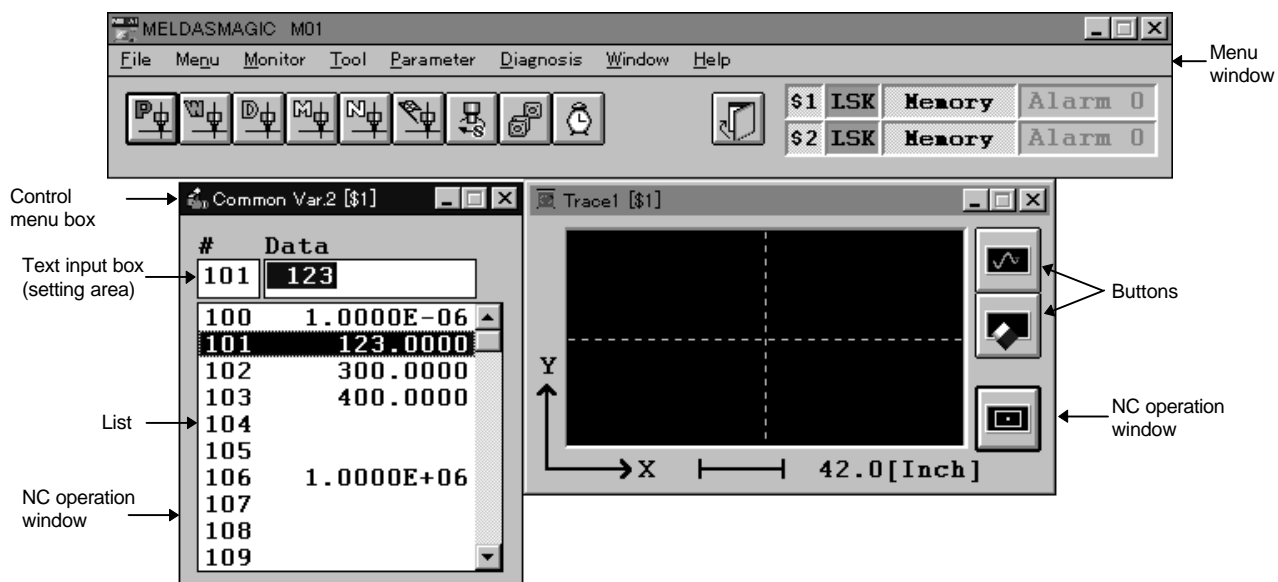 MELDASMAGIC M01
File Menu Monitor Tool Parameter Diagnosis Window Help
Menu window
P W D M N S
$1 LSK Memory Alarm 0
$2 LSK Memory Alarm 0
Control menu box
Common Var.2 [$1]
Trace1 [$1]
# Data
Text input box (setting area)
101 123
100 1.0000E-06
101 123.0000
102 300.0000
103 400.0000
List
104
105
106 1.0000E+06
107
108
109
NC operation window
Buttons
Y
X 42.0[Inch]
NC operation window